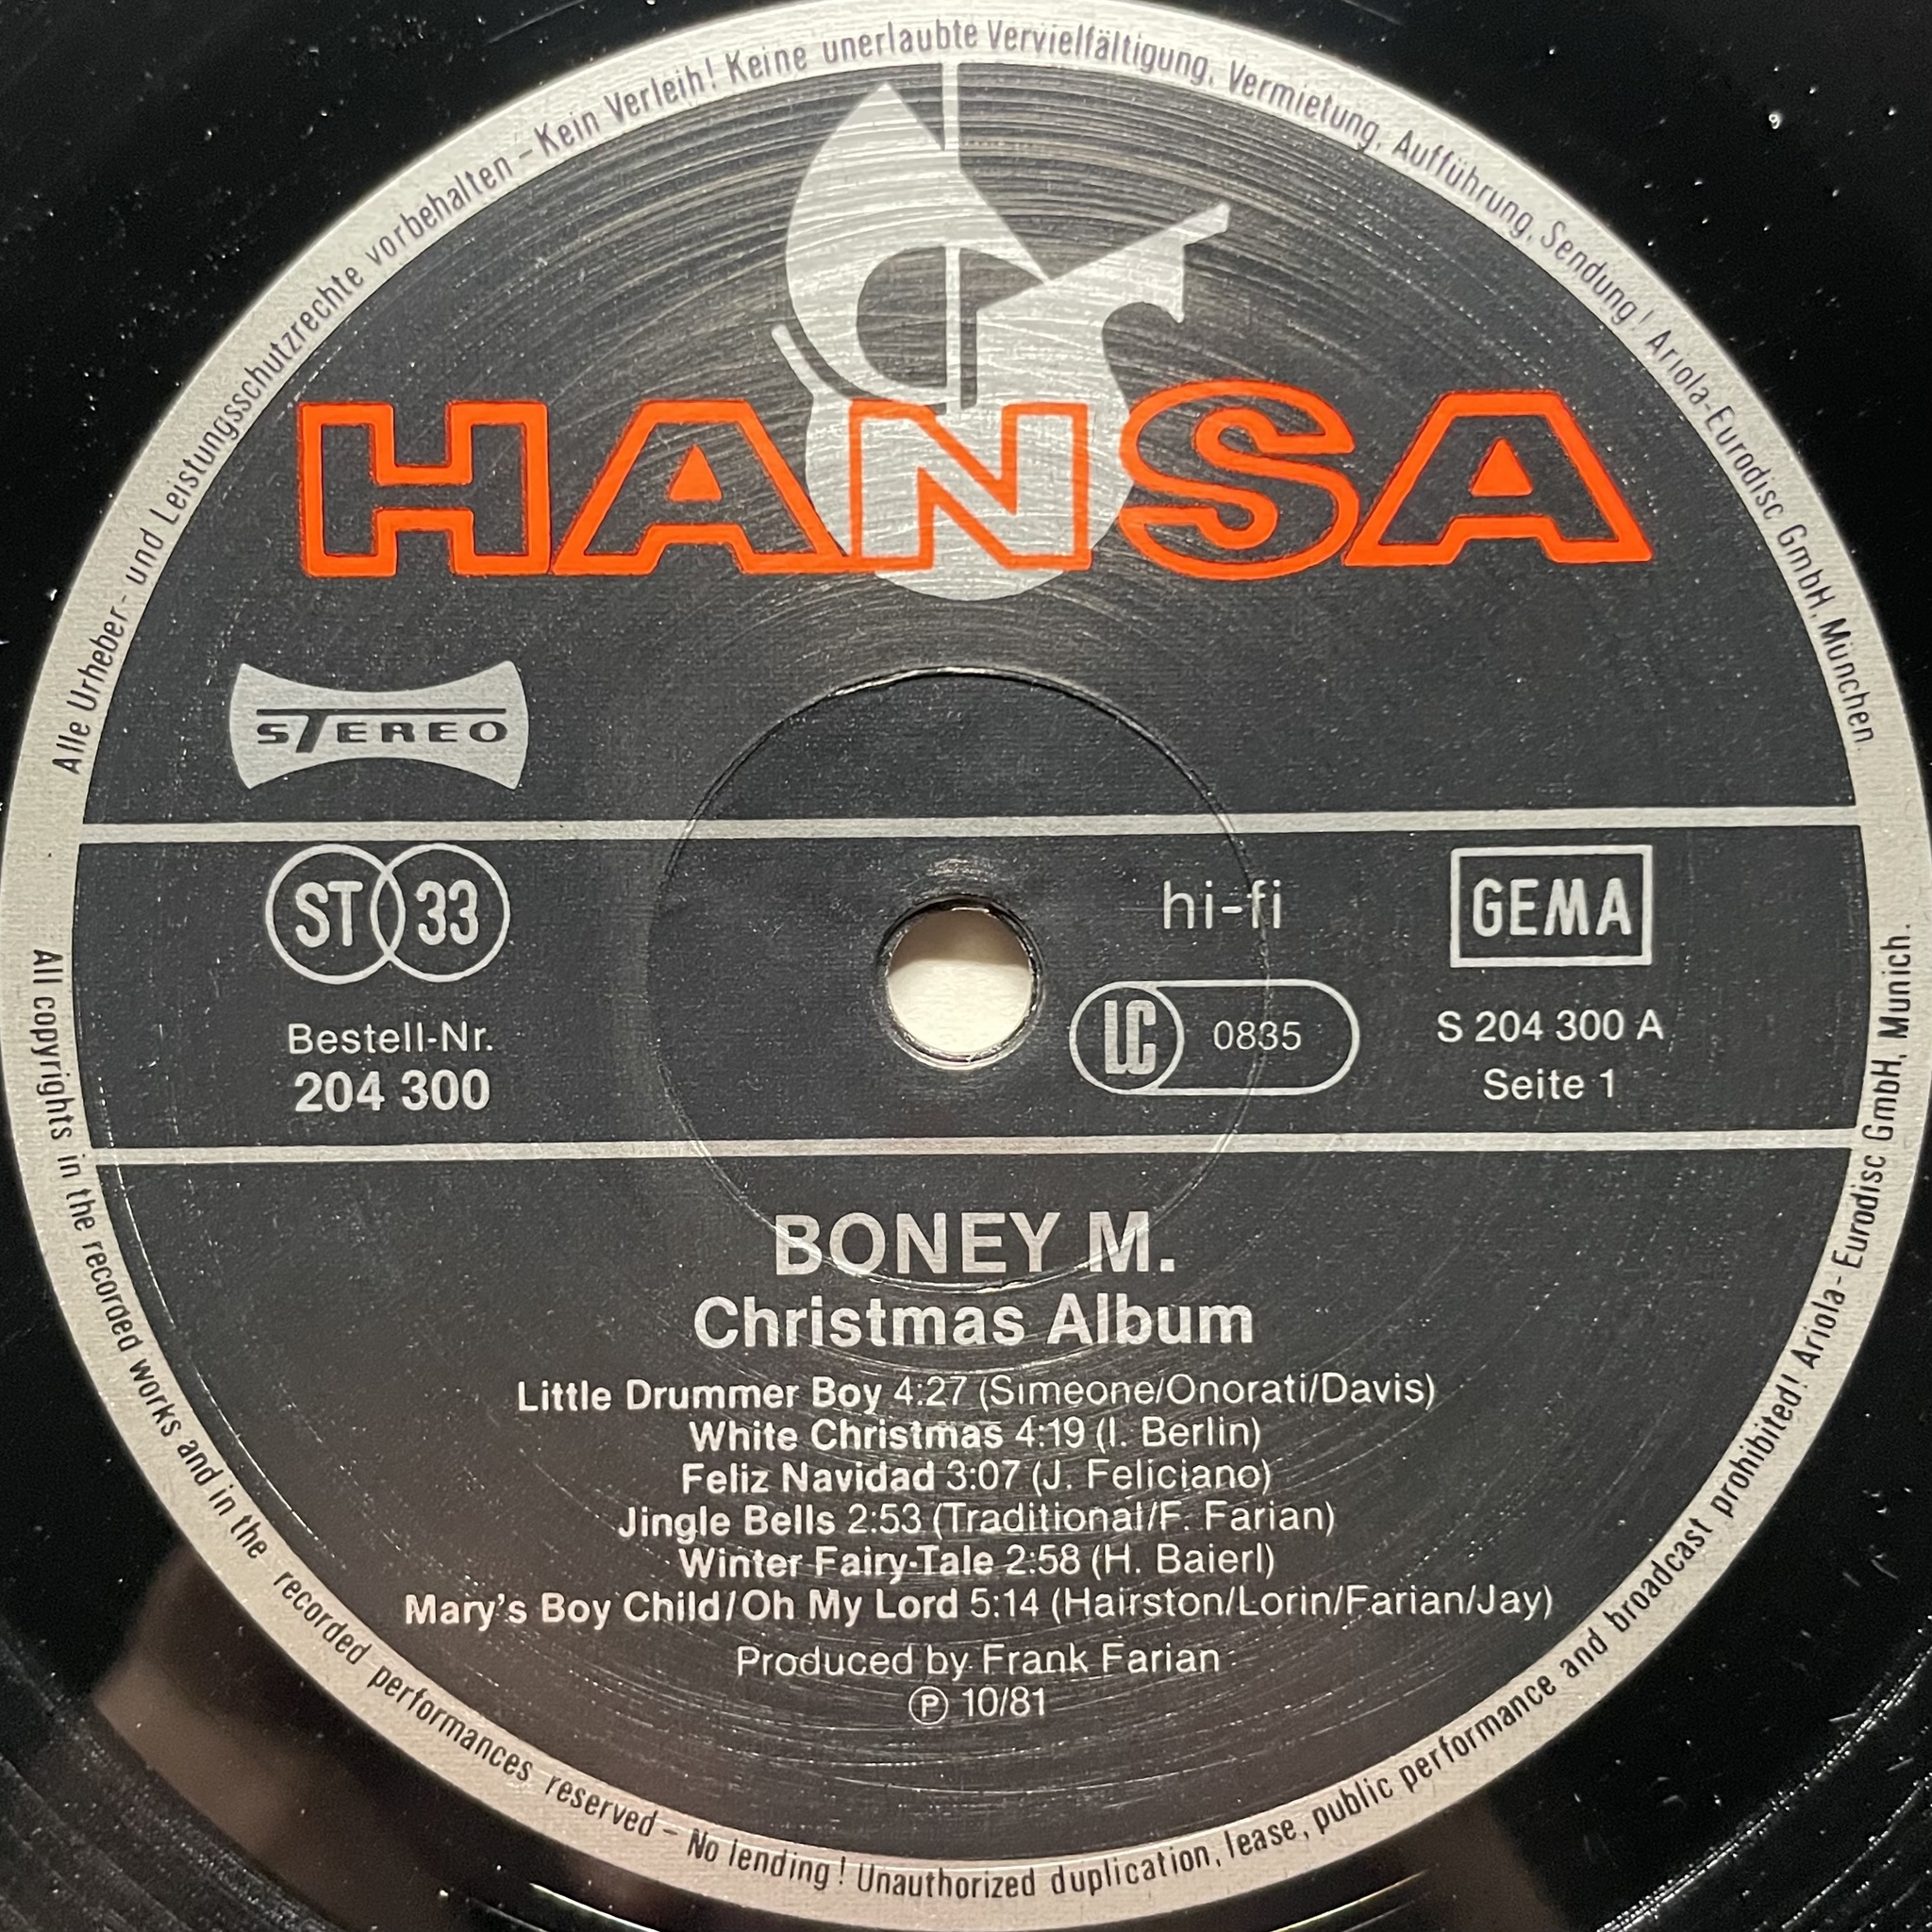 Alle Urheber- und Leistungsschutzrechte vorbehalten – Kein Verleih! Keine unerlaubte Vervielfältigung, Vermietung, Aufführung, Sendung! Ariola-Eurodisc GmbH, München.
HANSA
STEREO
ST 33
hi-fi
GEMA
Bestell-Nr.
204 300
LC 0835
S 204 300 A
Seite 1
BONEY M.
Christmas Album
Little Drummer Boy 4:27 (Simeone/Onorati/Davis)
White Christmas 4:19 (I. Berlin)
Feliz Navidad 3:07 (J. Feliciano)
Jingle Bells 2:53 (Traditional/F. Farian)
Winter Fairy-Tale 2:58 (H. Baierl)
Mary's Boy Child/Oh My Lord 5:14 (Hairston/Lorin/Farian/Jay)
Produced by Frank Farian
Ⓟ 10/81
All copyrights in the recorded works and in the recorded performances reserved – No lending! Unauthorized duplication, lease, public performance and broadcast prohibited! Ariola-Eurodisc GmbH, Munich.